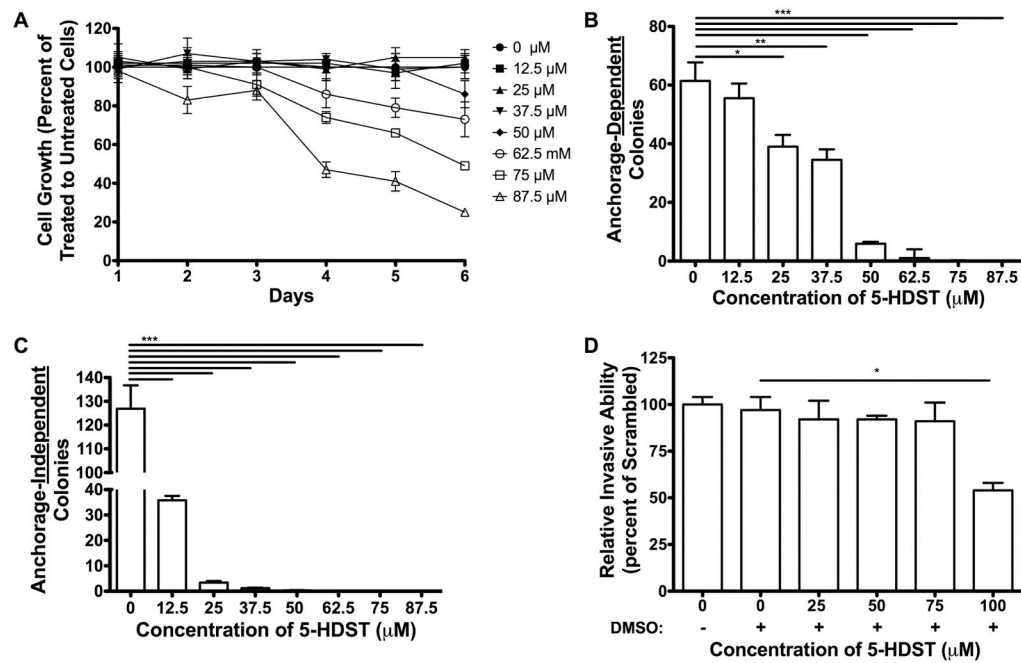 A
Cell Growth (Percent of
Treated to Untreated Cells)
120
100
80
60
40
20
0
1 2 3 4 5 6
Days
0 μM
12.5 μM
25 μM
37.5 μM
50 μM
62.5 mM
75 μM
87.5 μM
B
***
**
*
Anchorage-Dependent
Colonies
80
60
40
20
0
0 12.5 25 37.5 50 62.5 75 87.5
Concentration of 5-HDST (μM)
C
***
Anchorage-Independent
Colonies
140
130
120
110
100
90
40
30
20
10
0
0 12.5 25 37.5 50 62.5 75 87.5
Concentration of 5-HDST (μM)
D
*
Relative Invasive Ability
(percent of Scrambled)
125
100
75
50
25
0
0 0 25 50 75 100
DMSO: - + + + + +
Concentration of 5-HDST (μM)